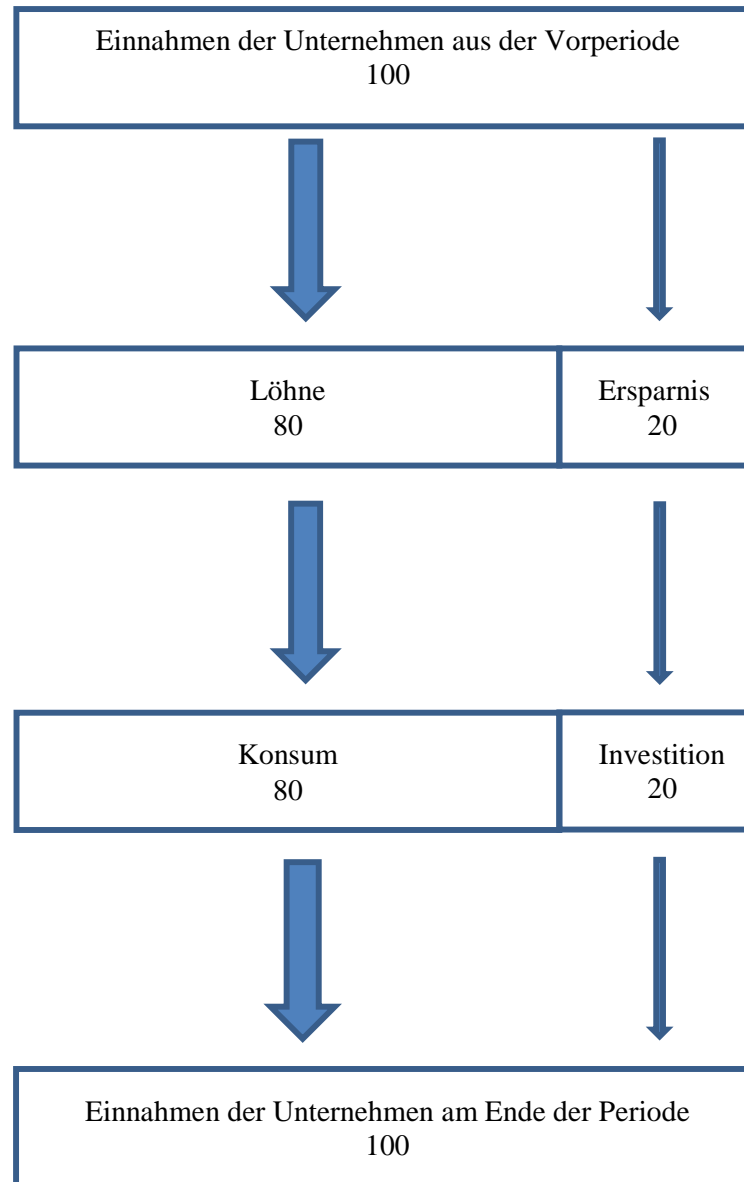 Einnahmen der Unternehmen aus der Vorperiode
100
Löhne
80
Ersparnis
20
Konsum
80
Investition
20
Einnahmen der Unternehmen am Ende der Periode
100